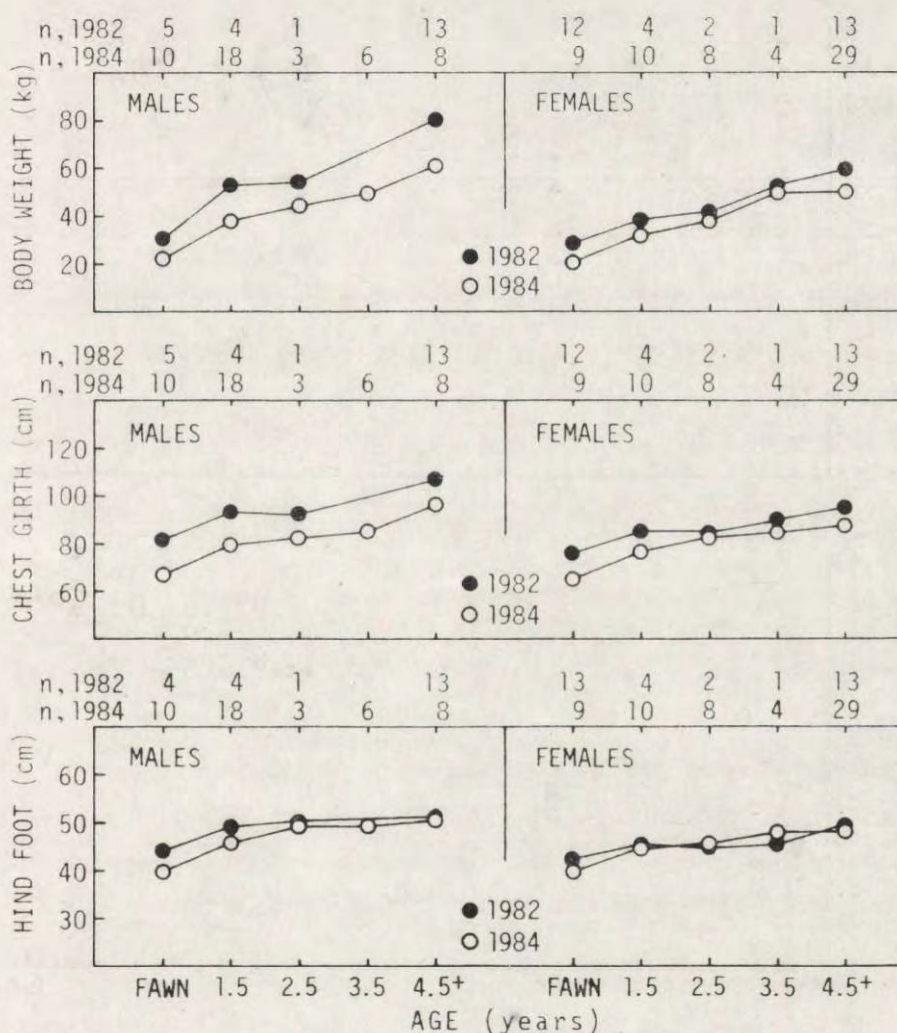 n,1982 5 4 1 13 12 4 2 1 13
n,1984 10 18 3 6 8 9 10 8 4 29
BODY WEIGHT (kg)
80
60
40
20
MALES
FEMALES
1982
1984
n,1982 5 4 1 13 12 4 2 1 13
n,1984 10 18 3 6 8 9 10 8 4 29
CHEST GIRTH (cm)
120
100
80
60
MALES
FEMALES
1982
1984
n,1982 4 4 1 13 13 4 2 1 13
n,1984 10 18 3 6 8 9 10 8 4 29
HIND FOOT (cm)
60
50
40
30
MALES
FEMALES
1982
1984
FAWN 1.5 2.5 3.5 4.5+ FAWN 1.5 2.5 3.5 4.5+
AGE (years)